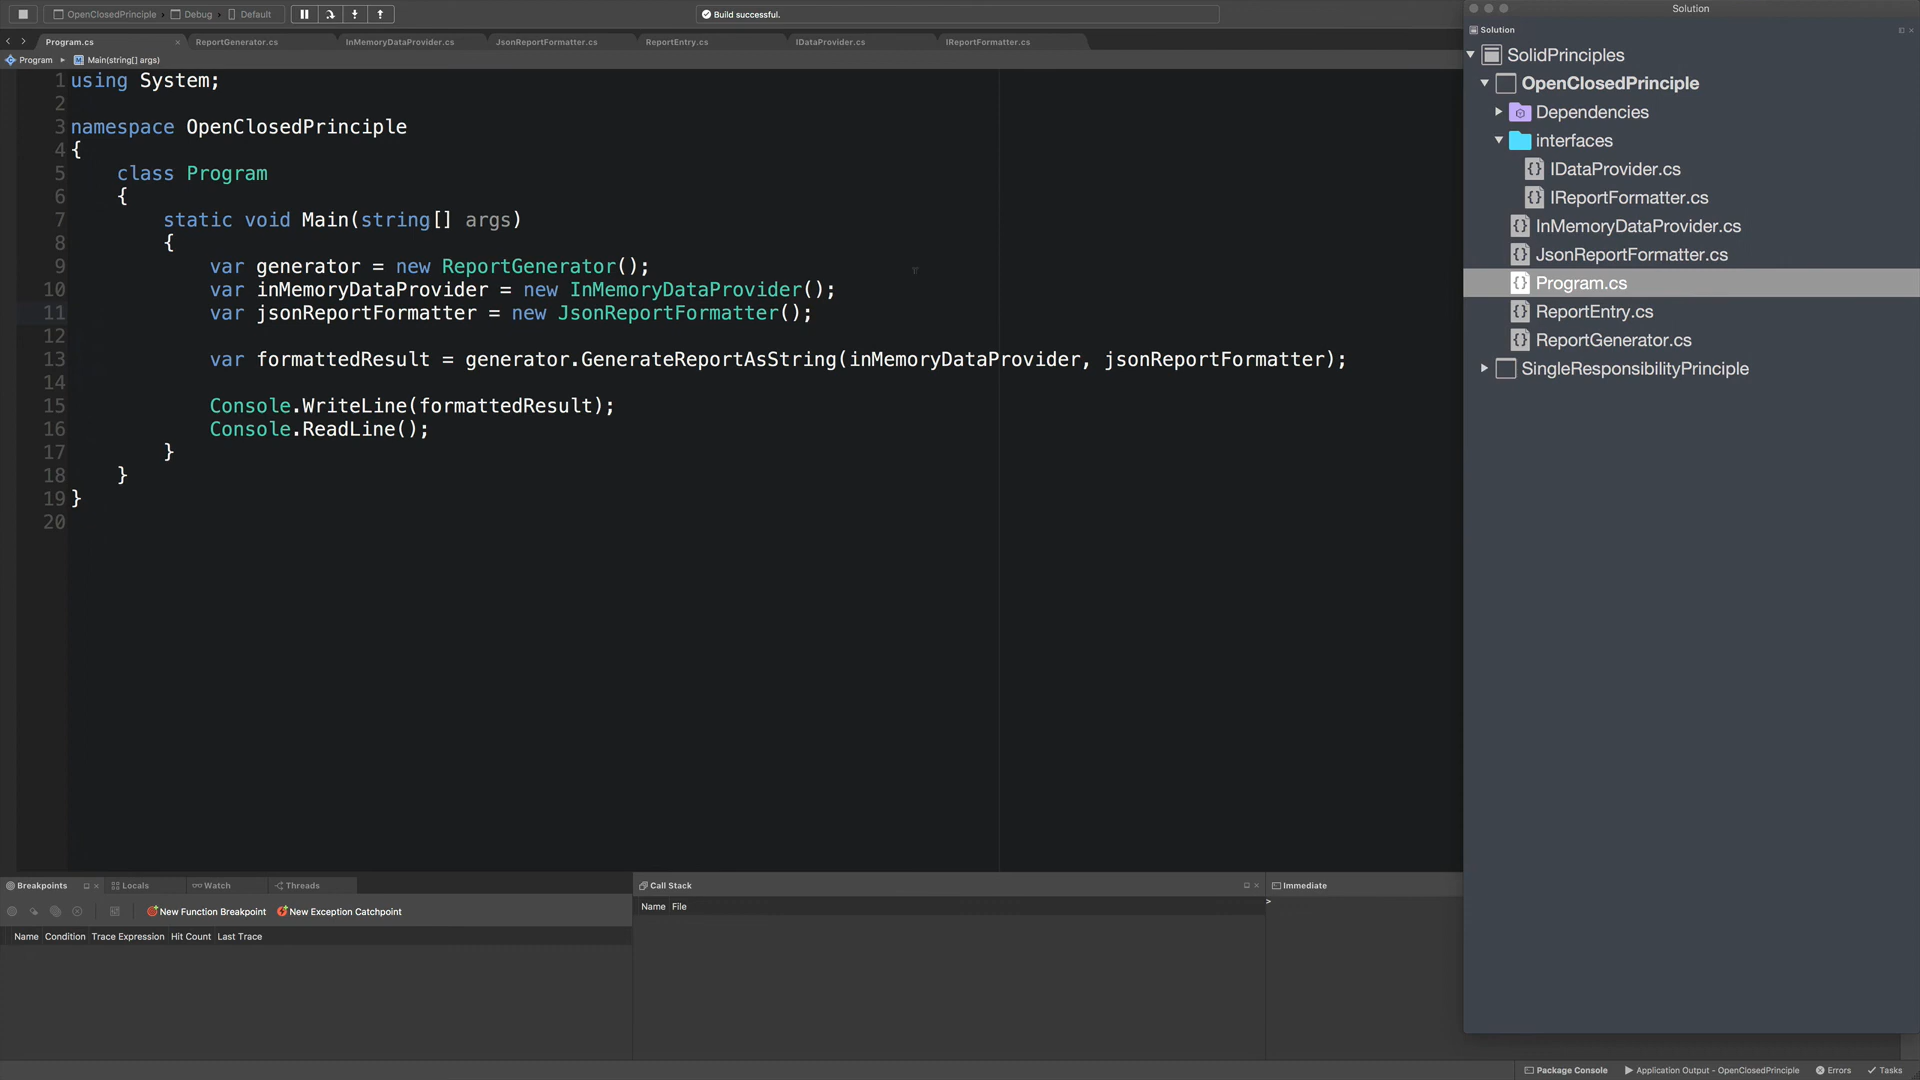 OpenClosedPrinciple › Debug › Default
Build successful.
Program.cs
ReportGenerator.cs
InMemoryDataProvider.cs
JsonReportFormatter.cs
ReportEntry.cs
IDataProvider.cs
IReportFormatter.cs
Program
Main(string[] args)
1 using System;
2
3 namespace OpenClosedPrinciple
4 {
5 class Program
6 {
7 static void Main(string[] args)
8 {
9 var generator = new ReportGenerator();
10 var inMemoryDataProvider = new InMemoryDataProvider();
11 var jsonReportFormatter = new JsonReportFormatter();
12
13 var formattedResult = generator.GenerateReportAsString(inMemoryDataProvider, jsonReportFormatter);
14
15 Console.WriteLine(formattedResult);
16 Console.ReadLine();
17 }
18 }
19 }
20
Solution
Solution
SolidPrinciples
OpenClosedPrinciple
Dependencies
interfaces
IDataProvider.cs
IReportFormatter.cs
InMemoryDataProvider.cs
JsonReportFormatter.cs
Program.cs
ReportEntry.cs
ReportGenerator.cs
SingleResponsibilityPrinciple
Breakpoints
Locals
Watch
Threads
New Function Breakpoint
New Exception Catchpoint
Name Condition Trace Expression Hit Count Last Trace
Call Stack
Name File
Immediate
>
Package Console
Application Output - OpenClosedPrinciple
Errors
Tasks